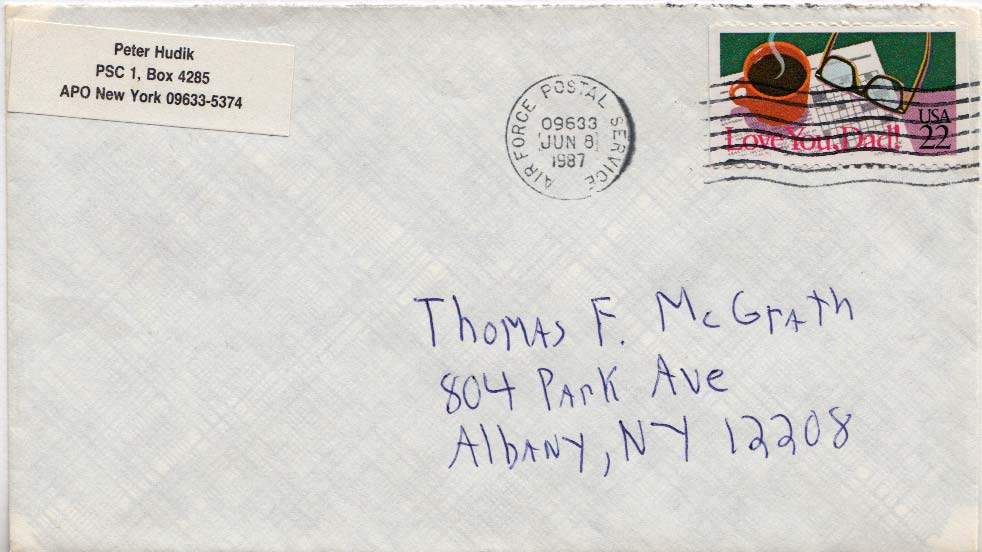 Peter Hudik
PSC 1, Box 4285
APO New York 09633-5374
AIR FORCE POSTAL SERVICE
09633
JUN 8
1987
Love You, Dad!
USA
22
Thomas F. McGrath
804 Park Ave
Albany, NY 12208